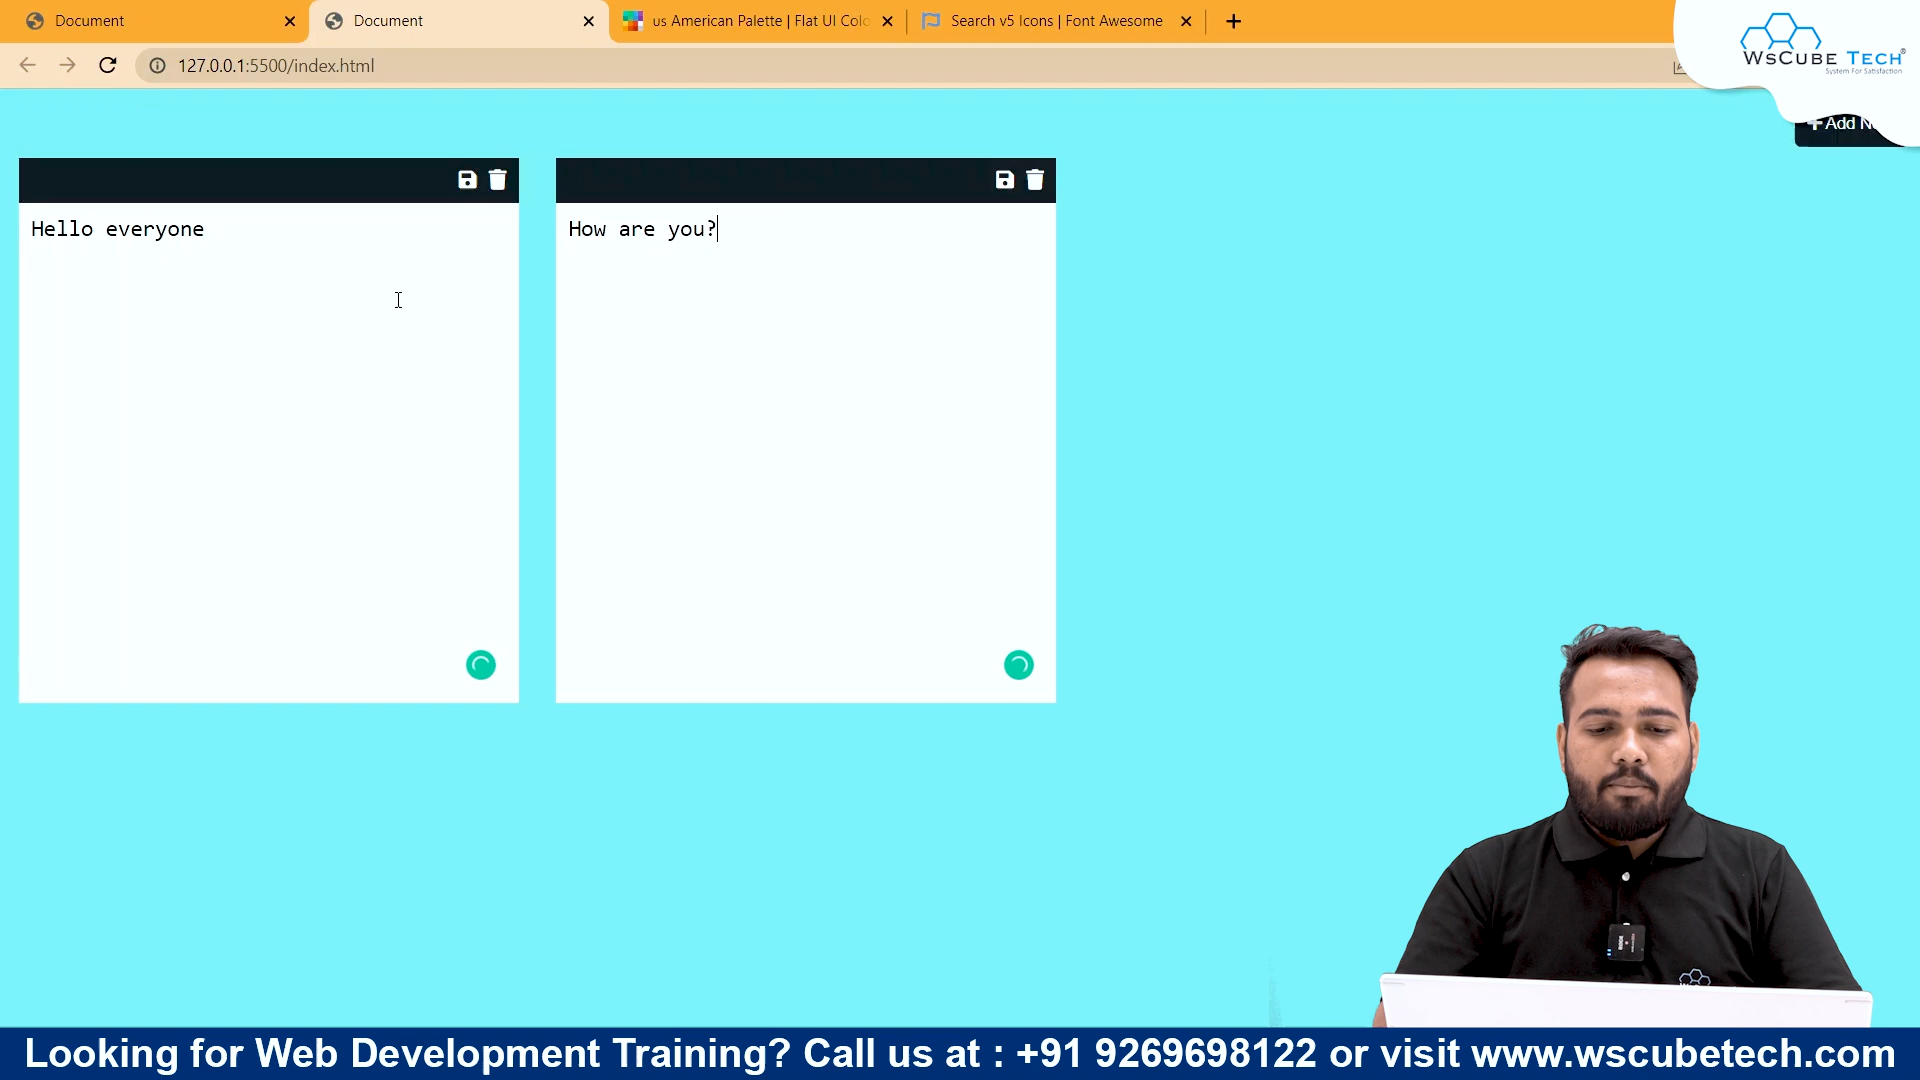 Document
Document
us American Palette | Flat UI Colo
Search v5 Icons | Font Awesome
127.0.0.1:5500/index.html
WsCube Tech®
System For Satisfaction
Add N
Hello everyone
How are you?
Looking for Web Development Training? Call us at : +91 9269698122 or visit www.wscubetech.com